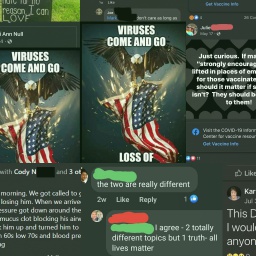 reason I can
LOVE
i Ann Null
VIRUSES
COME AND GO
with Cody N
and 3 ot
morning. We got called to
losing him. When we arrive
essure got down around the
mucus clot blocking his airw
t him up and turned him to
60s low 70s and blood pre
don't care as long as
VIRUSES
COME AND GO
LOSS OF
the two are really different
2w Like Reply
I agree - 2 totally
different topics but 1 truth- all
lives matter
Get Vaccine Info
Julie
Just curious. If ma
"strongly encourag
lifted in places of em
for those vaccinate
should it matter if s
isn't? They should be
to them!
Visit the COVID-19 Inform
Center for vaccine resour
Get Vaccine Info
Like
Kar
This D
I woul
anyon